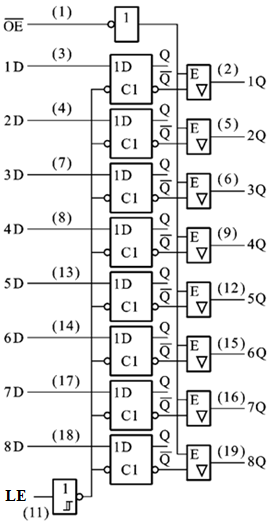 OE (1) 1
1D (3) 1D Q
C1 Q E (2) 1Q
2D (4) 1D Q
C1 Q E (5) 2Q
3D (7) 1D Q
C1 Q E (6) 3Q
4D (8) 1D Q
C1 Q E (9) 4Q
5D (13) 1D Q
C1 Q E (12) 5Q
6D (14) 1D Q
C1 Q E (15) 6Q
7D (17) 1D Q
C1 Q E (16) 7Q
8D (18) 1D Q
C1 Q E (19) 8Q
LE 1
(11)